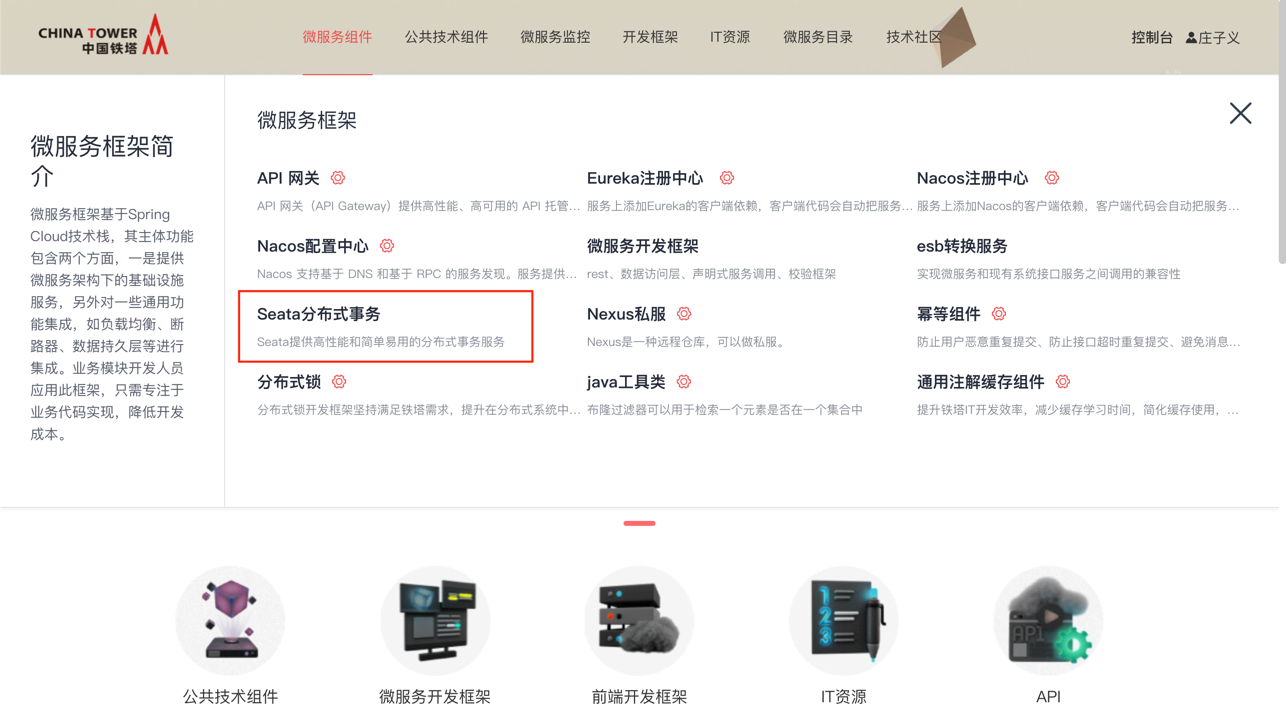 CHINA TOWER
中国铁塔
微服务组件 公共技术组件 微服务监控 开发框架 IT资源 微服务目录 技术社区 控制台 庄子义
微服务框架简
介
微服务框架基于Spring
Cloud技术栈，其主体功能
包含两个方面，一是提供
微服务架构下的基础设施
服务，另外对一些通用功
能集成，如负载均衡、断
路器、数据持久层等进行
集成。业务模块开发人员
应用此框架，只需专注于
业务代码实现，降低开发
成本。
微服务框架
API 网关 Eureka注册中心 Nacos注册中心
API 网关（API Gateway）提供高性能、高可用的 API 托管... 服务上添加Eureka的客户端依赖，客户端代码会自动把服务... 服务上添加Nacos的客户端依赖，客户端代码会自动把服务...
Nacos配置中心 微服务开发框架 esb转换服务
Nacos 支持基于 DNS 和基于 RPC 的服务发现。服务提供... rest、数据访问层、声明式服务调用、校验框架 实现微服务和现有系统接口服务之间调用的兼容性
Seata分布式事务 Nexus私服 幂等组件
Seata提供高性能和简单易用的分布式事务服务 Nexus是一种远程仓库，可以做私服。 防止用户恶意重复提交、防止接口超时重复提交、避免消息...
分布式锁 java工具类 通用注解缓存组件
分布式锁开发框架坚持满足铁塔需求，提升在分布式系统中... 布隆过滤器可以用于检索一个元素是否在一个集合中 提升铁塔IT开发效率，减少缓存学习时间，简化缓存使用，...
1
2
3
API
公共技术组件 微服务开发框架 前端开发框架 IT资源 API